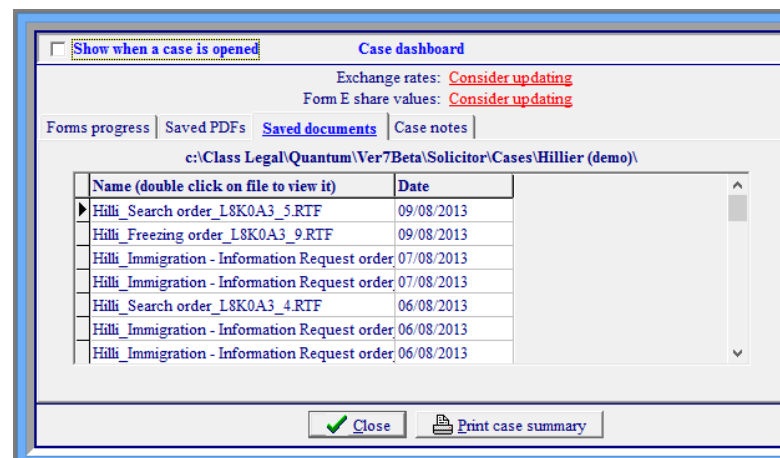 Show when a case is opened Case dashboard
Exchange rates: Consider updating
Form E share values: Consider updating
Forms progress Saved PDFs Saved documents Case notes
c:\Class Legal\Quantum\Ver7Beta\Solicitor\Cases\Hillier (demo)\
Name (double click on file to view it) Date
Hilli_Search order_L8K0A3_5.RTF 09/08/2013
Hilli_Freezing order_L8K0A3_9.RTF 09/08/2013
Hilli_Immigration - Information Request order 07/08/2013
Hilli_Immigration - Information Request order 07/08/2013
Hilli_Search order_L8K0A3_4.RTF 06/08/2013
Hilli_Immigration - Information Request order 06/08/2013
Hilli_Immigration - Information Request order 06/08/2013
Close Print case summary